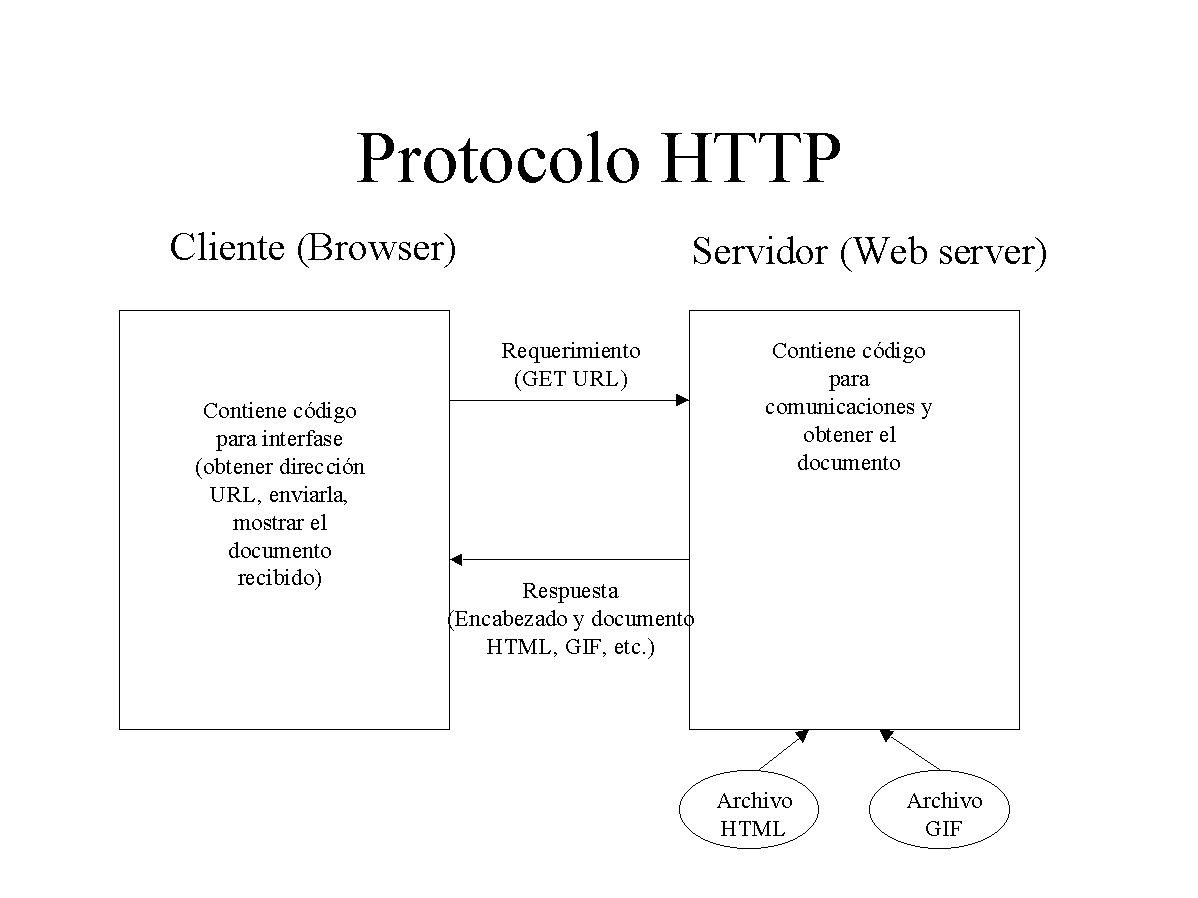 Protocolo HTTP
Cliente (Browser)
Servidor (Web server)
Contiene código
para interfase
(obtener dirección
URL, enviarla,
mostrar el
documento
recibido)
Requerimiento
(GET URL)
Respuesta
(Encabezado y documento
HTML, GIF, etc.)
Contiene código
para
comunicaciones y
obtener el
documento
Archivo
HTML
Archivo
GIF